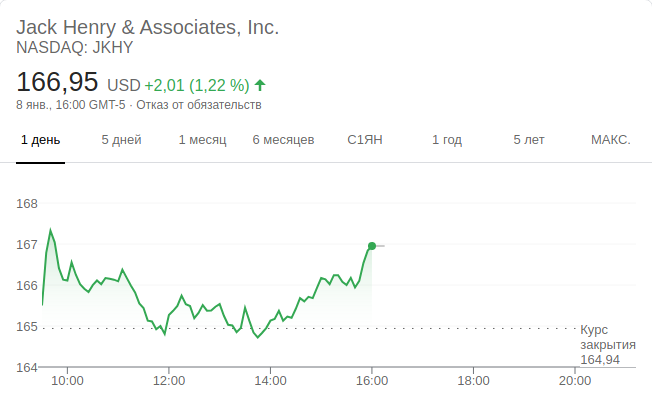 Jack Henry & Associates, Inc.
NASDAQ: JKHY
166,95 USD +2,01 (1,22 %)
8 янв., 16:00 GMT-5 · Отказ от обязательств
1 день 5 дней 1 месяц 6 месяцев С1ЯН 1 год 5 лет МАКС.
168
167
166
165
Курс
закрытия
164,94
164
10:00 12:00 14:00 16:00 18:00 20:00